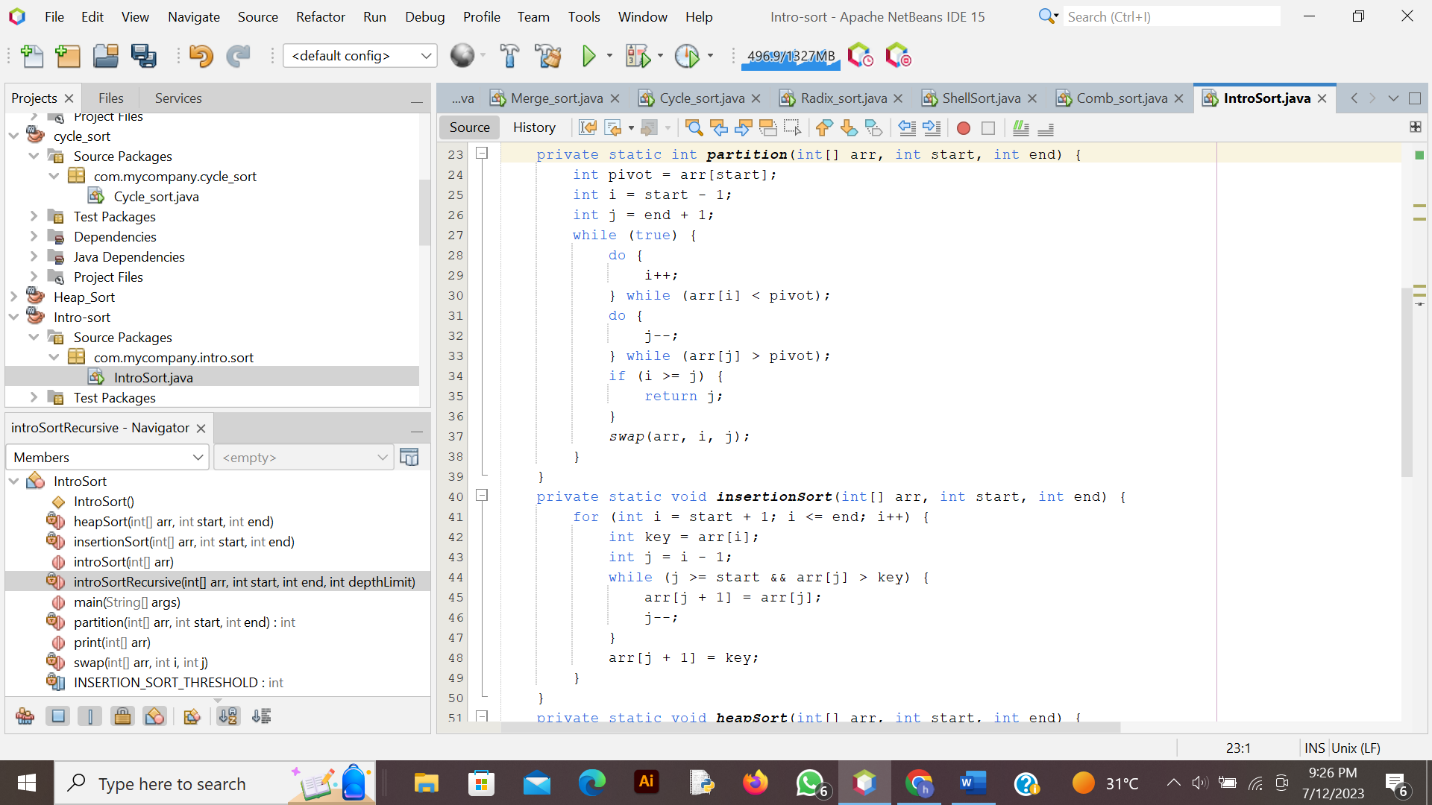 File Edit View Navigate Source Refactor Run Debug Profile Team Tools Window Help Intro-sort - Apache NetBeans IDE 15 Search (Ctrl+I)
<default config> 496.9/1327MB
Projects Files Services
...va Merge_sort.java Cycle_sort.java Radix_sort.java ShellSort.java Comb_sort.java IntroSort.java
Source History
Project Files
cycle_sort
Source Packages
com.mycompany.cycle_sort
Cycle_sort.java
Test Packages
Dependencies
Java Dependencies
Project Files
Heap_Sort
Intro-sort
Source Packages
com.mycompany.intro.sort
IntroSort.java
Test Packages
introSortRecursive - Navigator
Members <empty>
IntroSort
IntroSort()
heapSort(int[] arr, int start, int end)
insertionSort(int[] arr, int start, int end)
introSort(int[] arr)
introSortRecursive(int[] arr, int start, int end, int depthLimit)
main(String[] args)
partition(int[] arr, int start, int end) : int
print(int[] arr)
swap(int[] arr, int i, int j)
INSERTION_SORT_THRESHOLD : int
23 private static int partition(int[] arr, int start, int end) {
24 int pivot = arr[start];
25 int i = start - 1;
26 int j = end + 1;
27 while (true) {
28 do {
29 i++;
30 } while (arr[i] < pivot);
31 do {
32 j--;
33 } while (arr[j] > pivot);
34 if (i >= j) {
35 return j;
36 }
37 swap(arr, i, j);
38 }
39 }
40 private static void insertionSort(int[] arr, int start, int end) {
41 for (int i = start + 1; i <= end; i++) {
42 int key = arr[i];
43 int j = i - 1;
44 while (j >= start && arr[j] > key) {
45 arr[j + 1] = arr[j];
46 j--;
47 }
48 arr[j + 1] = key;
49 }
50 }
51 private static void heapSort(int[] arr, int start, int end) {
23:1 INS Unix (LF)
Type here to search Ai 6 W 31°C 9:26 PM
7/12/2023 6